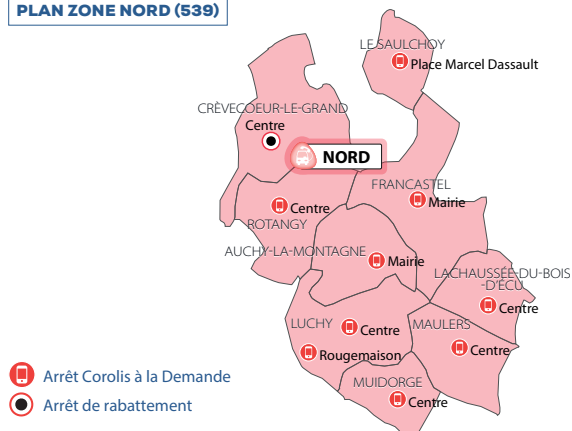 PLAN ZONE NORD (539)
LE SAULCHOY
Place Marcel Dassault
CRÈVECOEUR-LE-GRAND
Centre
NORD
FRANCASTEL
Mairie
Centre
ROTANGY
AUCHY-LA-MONTAGNE
Mairie
LACHAUSSÉE-DU-BOIS
-D'ÉCU
Centre
LUCHY
Centre
MAULERS
Centre
Rougemaison
MUIDORGE
Centre
Arrêt Corolis à la Demande
Arrêt de rabattement